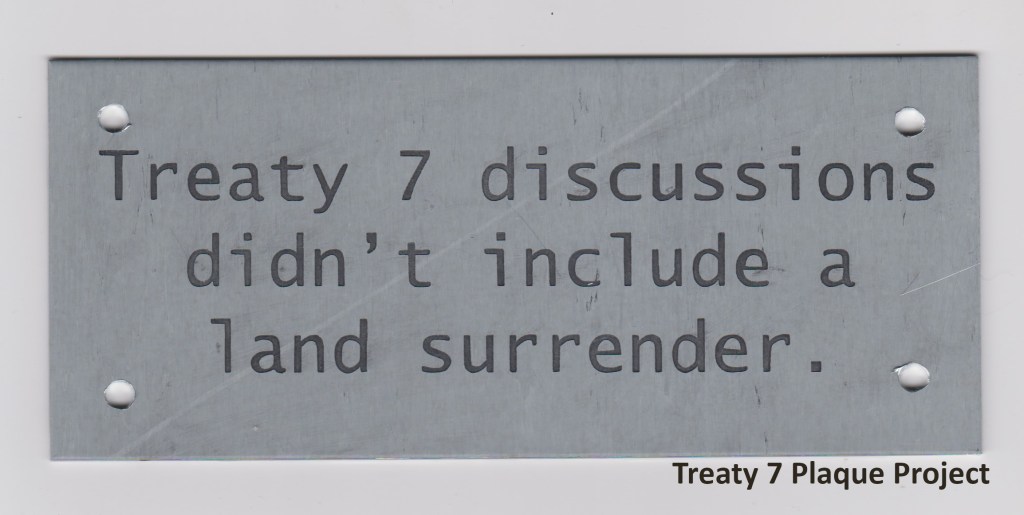 Treaty 7 discussions
didn’t include a
land surrender.
Treaty 7 Plaque Project